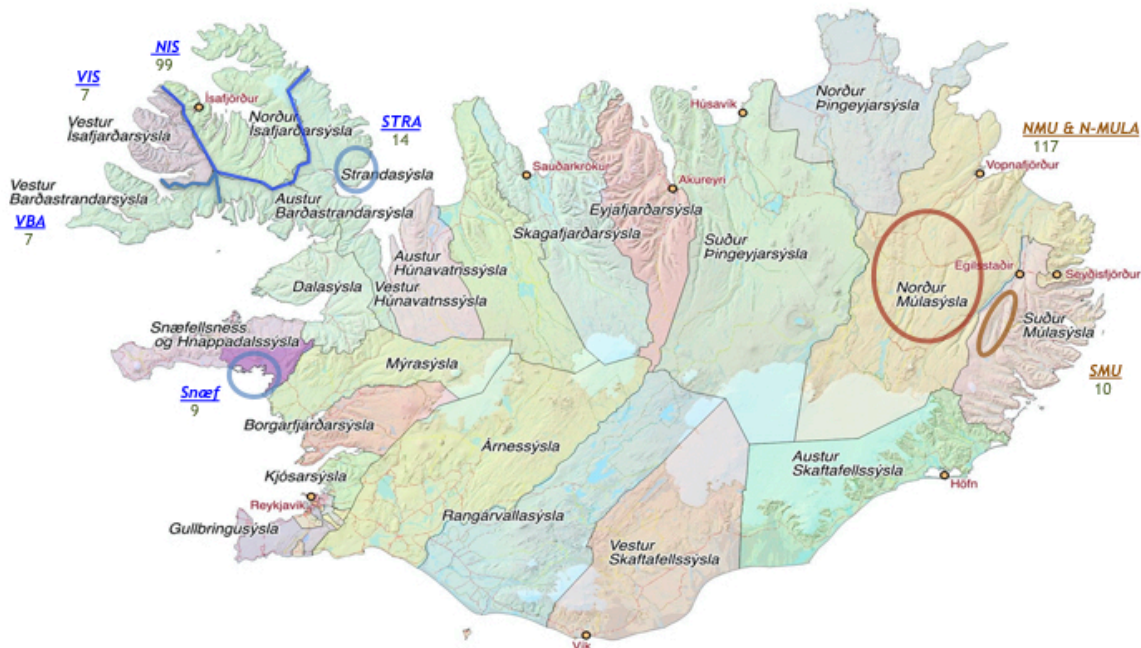 NIS
99
VIS
7
Ísafjörður
Norður
Ísafjarðarsýsla
Vestur
Ísafjarðarsýsla
STRA
14
Strandasýsla
Vestur
Barðastrandarsýsla
VBA
7
Austur
Barðastrandarsýsla
Húsavík
Norður
Þingeyjarsýsla
NMU & N-MULA
117
Vopnafjörður
Sauðarkrókur
Akureyri
Eyjafjarðarsýsla
Skagafjarðarsýsla
Suður
Þingeyjarsýsla
Austur
Húnavatnssýsla
Vestur
Húnavatnssýsla
Dalasýsla
Egilsstaðir
Seyðisfjörður
Norður
Múlasýsla
Suður
Múlasýsla
Snæfellsness
og Hnappadalssýsla
Mýrasýsla
SMU
10
Snæf
9
Borgarfjarðarsýsla
Árnessýsla
Kjósarsýsla
Austur
Skaftafellssýsla
Höfn
Reykjavík
Rangárvallasýsla
Gullbringusýsla
Vestur
Skaftafellssýsla
Vík